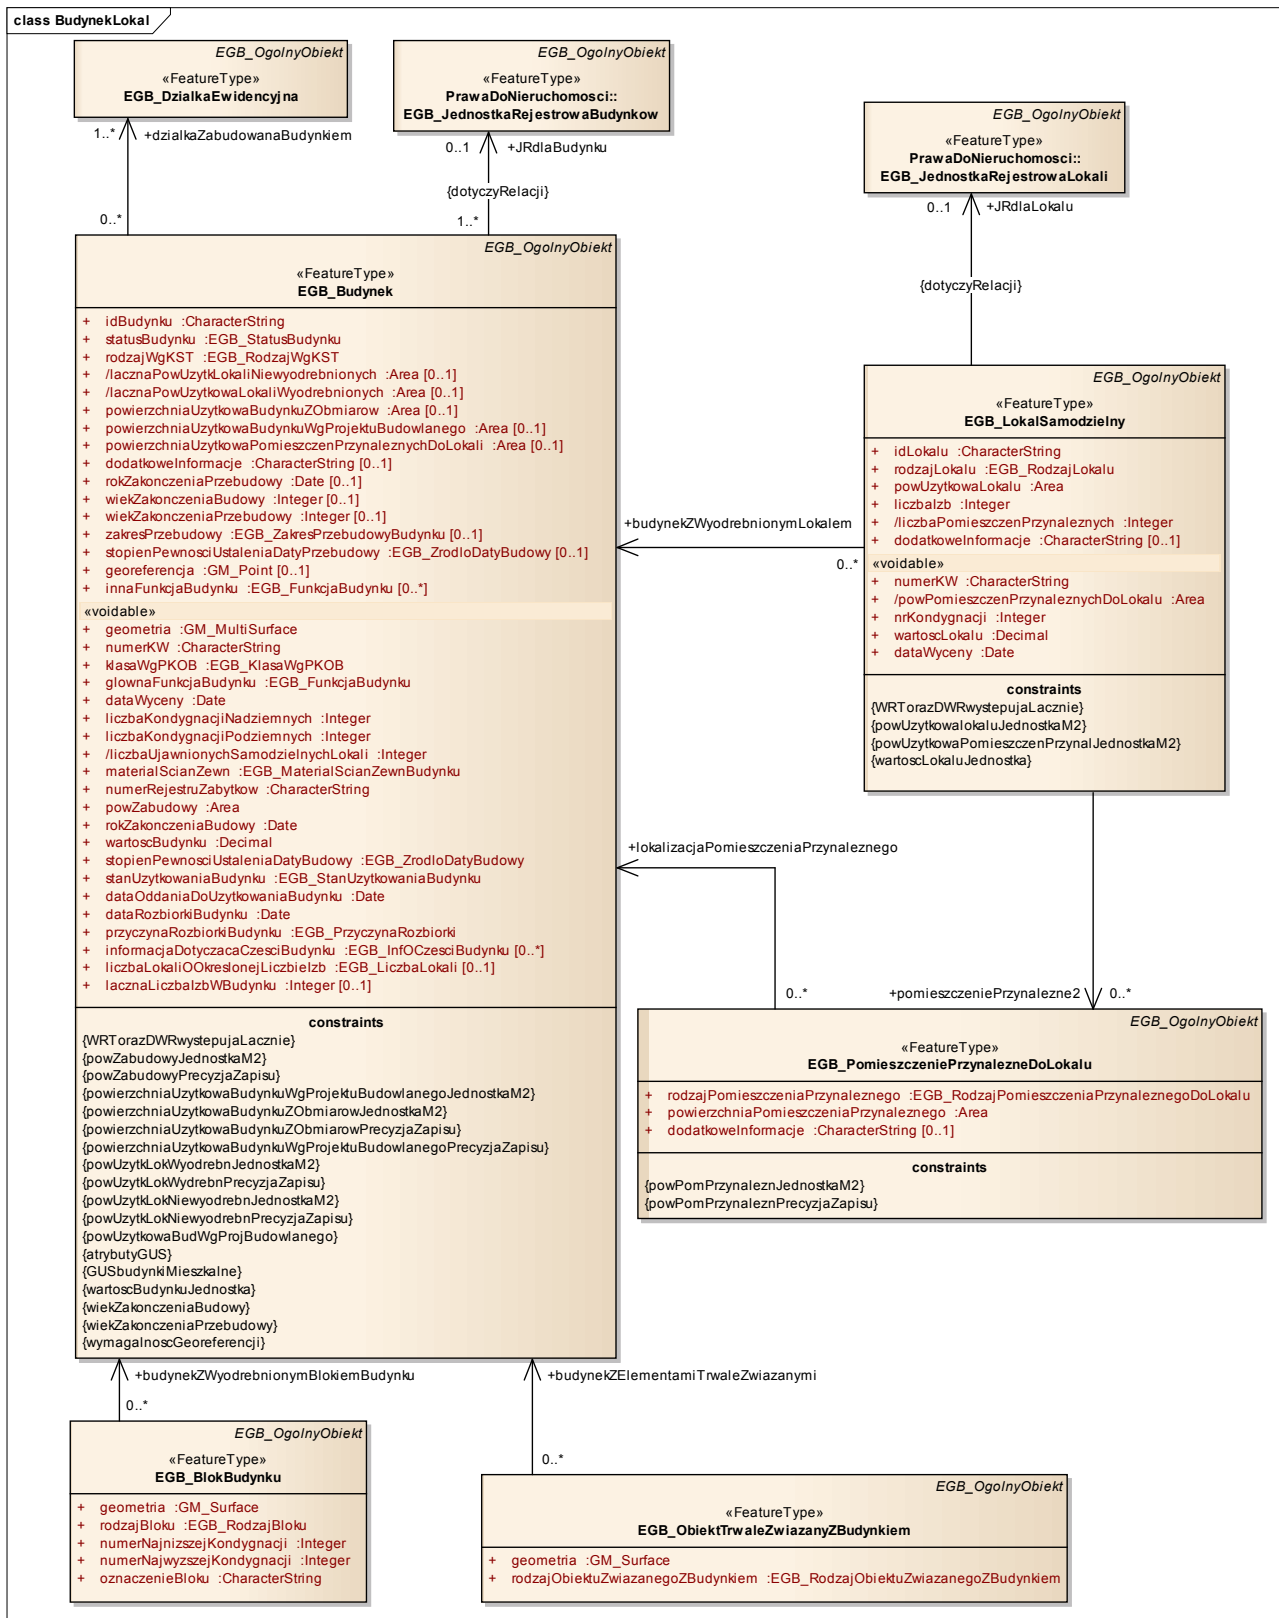 class BudynekLokal
EGB_OgolnyObiekt
«FeatureType»
EGB_DzialkaEwidencyjna
EGB_OgolnyObiekt
«FeatureType»
PrawaDoNieruchomosci::
EGB_JednostkaRejestrowaBudynkow
EGB_OgolnyObiekt
«FeatureType»
PrawaDoNieruchomosci::
EGB_JednostkaRejestrowaLokali
1..*
+dzialkaZabudowanaBudynkiem
0..*
0..1
+JRdlaBudynku
{dotyczyRelacji}
1..*
0..1
+JRdlaLokalu
{dotyczyRelacji}
EGB_OgolnyObiekt
«FeatureType»
EGB_Budynek
+ idBudynku :CharacterString
+ statusBudynku :EGB_StatusBudynku
+ rodzajWgKST :EGB_RodzajWgKST
+ /lacznaPowUzytkLokaliNiewyodrebnionych :Area [0..1]
+ /lacznaPowUzytkowaLokaliWyodrebnionych :Area [0..1]
+ powierzchniaUzytkowaBudynkuZObmiarow :Area [0..1]
+ powierzchniaUzytkowaBudynkuWgProjektuBudowlanego :Area [0..1]
+ powierzchniaUzytkowaPomieszczenPrzynaleznychDoLokali :Area [0..1]
+ dodatkoweInformacje :CharacterString [0..1]
+ rokZakonczeniaPrzebudowy :Date [0..1]
+ wiekZakonczeniaBudowy :Integer [0..1]
+ wiekZakonczeniaPrzebudowy :Integer [0..1]
+ zakresPrzebudowy :EGB_ZakresPrzebudowyBudynku [0..1]
+ stopienPewnosciUstaleniaDatyPrzebudowy :EGB_ZrodloDatyBudowy [0..1]
+ georeferencja :GM_Point [0..1]
+ innaFunkcjaBudynku :EGB_FunkcjaBudynku [0..*]
«voidable»
+ geometria :GM_MultiSurface
+ numerKW :CharacterString
+ klasaWgPKOB :EGB_KlasaWgPKOB
+ glownaFunkcjaBudynku :EGB_FunkcjaBudynku
+ dataWyceny :Date
+ liczbaKondygnacjiNadziemnych :Integer
+ liczbaKondygnacjiPodziemnych :Integer
+ /liczbaUjawnionychSamodzielnychLokali :Integer
+ materialScianZewn :EGB_MaterialScianZewnBudynku
+ numerRejestruZabytkow :CharacterString
+ powZabudowy :Area
+ rokZakonczeniaBudowy :Date
+ wartoscBudynku :Decimal
+ stopienPewnosciUstaleniaDatyBudowy :EGB_ZrodloDatyBudowy
+ stanUzytkowaniaBudynku :EGB_StanUzytkowaniaBudynku
+ dataOddaniaDoUzytkowaniaBudynku :Date
+ dataRozbiorkiBudynku :Date
+ przyczynaRozbiorkiBudynku :EGB_PrzyczynaRozbiorki
+ informacjaDotyczacaCzesciBudynku :EGB_InfOCzesciBudynku [0..*]
+ liczbaLokaliOOkreslonejLiczbieIzb :EGB_LiczbaLokali [0..1]
+ lacznaLiczbaIzbWBudynku :Integer [0..1]
constraints
{WRTorazDWRwystepujaLacznie}
{powZabudowyJednostkaM2}
{powZabudowyPrecyzjaZapisu}
{powierzchniaUzytkowaBudynkuWgProjektuBudowlanegoJednostkaM2}
{powierzchniaUzytkowaBudynkuZObmiarowJednostkaM2}
{powierzchniaUzytkowaBudynkuZObmiarowPrecyzjaZapisu}
{powierzchniaUzytkowaBudynkuWgProjektuBudowlanegoPrecyzjaZapisu}
{powUzytkLokWyodrebnJednostkaM2}
{powUzytkLokWydrebnPrecyzjaZapisu}
{powUzytkLokNiewyodrebnJednostkaM2}
{powUzytkLokNiewyodrebnPrecyzjaZapisu}
{powUzytkowaBudWgProjBudowlanego}
{atrybutyGUS}
{GUSbudynkiMieszkalne}
{wartoscBudynkuJednostka}
{wiekZakonczeniaBudowy}
{wiekZakonczeniaPrzebudowy}
{wymagalnoscGeoreferencji}
EGB_OgolnyObiekt
«FeatureType»
EGB_LokalSamodzielny
+ idLokalu :CharacterString
+ rodzajLokalu :EGB_RodzajLokalu
+ powUzytkowaLokalu :Area
+ liczbaIzb :Integer
+ /liczbaPomieszczenPrzynaleznych :Integer
+ dodatkoweInformacje :CharacterString [0..1]
«voidable»
+ numerKW :CharacterString
+ /powPomieszczenPrzynaleznychDoLokalu :Area
+ nrKondygnacji :Integer
+ wartoscLokalu :Decimal
+ dataWyceny :Date
constraints
{WRTorazDWRwystepujaLacznie}
{powUzytkowalokaluJednostkaM2}
{powUzytkowaPomieszczenPrzynalJednostkaM2}
{wartoscLokaluJednostka}
+budynekZWyodrebnionymLokalem
0..*
+lokalizacjaPomieszczeniaPrzynaleznego
0..*
+pomieszczeniePrzynalezne2
0..*
EGB_OgolnyObiekt
«FeatureType»
EGB_PomieszczeniePrzynalezneDoLokalu
+ rodzajPomieszczeniaPrzynaleznego :EGB_RodzajPomieszczeniaPrzynaleznegoDoLokalu
+ powierzchniaPomieszczeniaPrzynaleznego :Area
+ dodatkoweInformacje :CharacterString [0..1]
constraints
{powPomPrzynaleznJednostkaM2}
{powPomPrzynaleznPrecyzjaZapisu}
+budynekZWyodrebnionymBlokiemBudynku
0..*
+budynekZElementamiTrwaleZwiazanymi
0..*
EGB_OgolnyObiekt
«FeatureType»
EGB_BlokBudynku
+ geometria :GM_Surface
+ rodzajBloku :EGB_RodzajBloku
+ numerNajnizszejKondygnacji :Integer
+ numerNajwyzszejKondygnacji :Integer
+ oznaczenieBloku :CharacterString
EGB_OgolnyObiekt
«FeatureType»
EGB_ObiektTrwaleZwiazanyZBudynkiem
+ geometria :GM_Surface
+ rodzajObiektuZwiazanegoZBudynkiem :EGB_RodzajObiektuZwiazanegoZBudynkiem